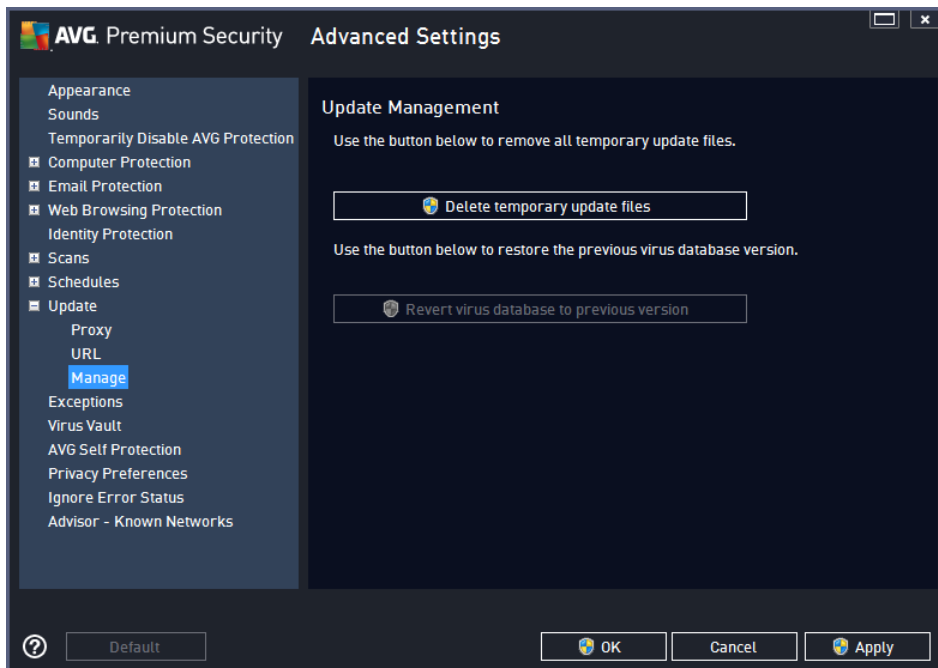 AVG. Premium Security Advanced Settings
Appearance
Sounds
Temporarily Disable AVG Protection
Computer Protection
Email Protection
Web Browsing Protection
Identity Protection
Scans
Schedules
Update
Proxy
URL
Manage
Exceptions
Virus Vault
AVG Self Protection
Privacy Preferences
Ignore Error Status
Advisor - Known Networks
Update Management
Use the button below to remove all temporary update files.
Delete temporary update files
Use the button below to restore the previous virus database version.
Revert virus database to previous version
? Default OK Cancel Apply